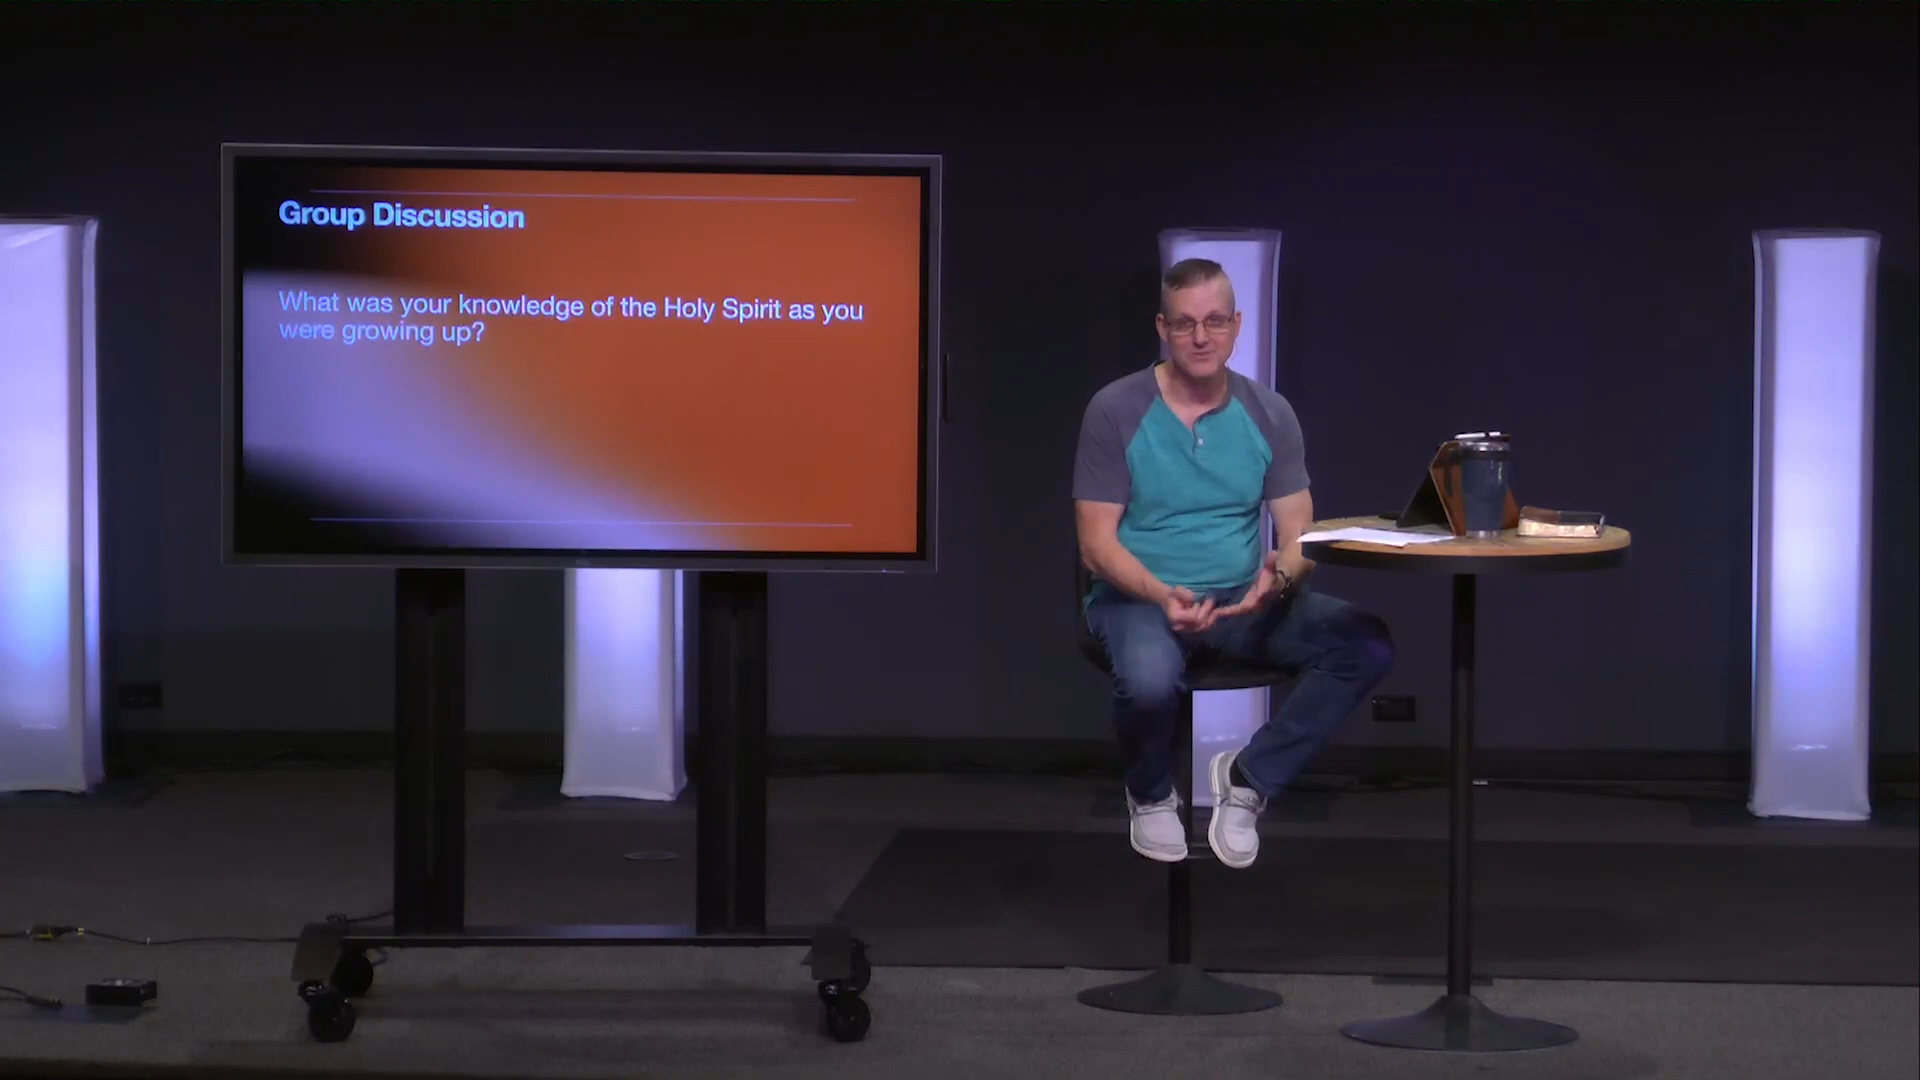 Group Discussion
What was your knowledge of the Holy Spirit as you
were growing up?